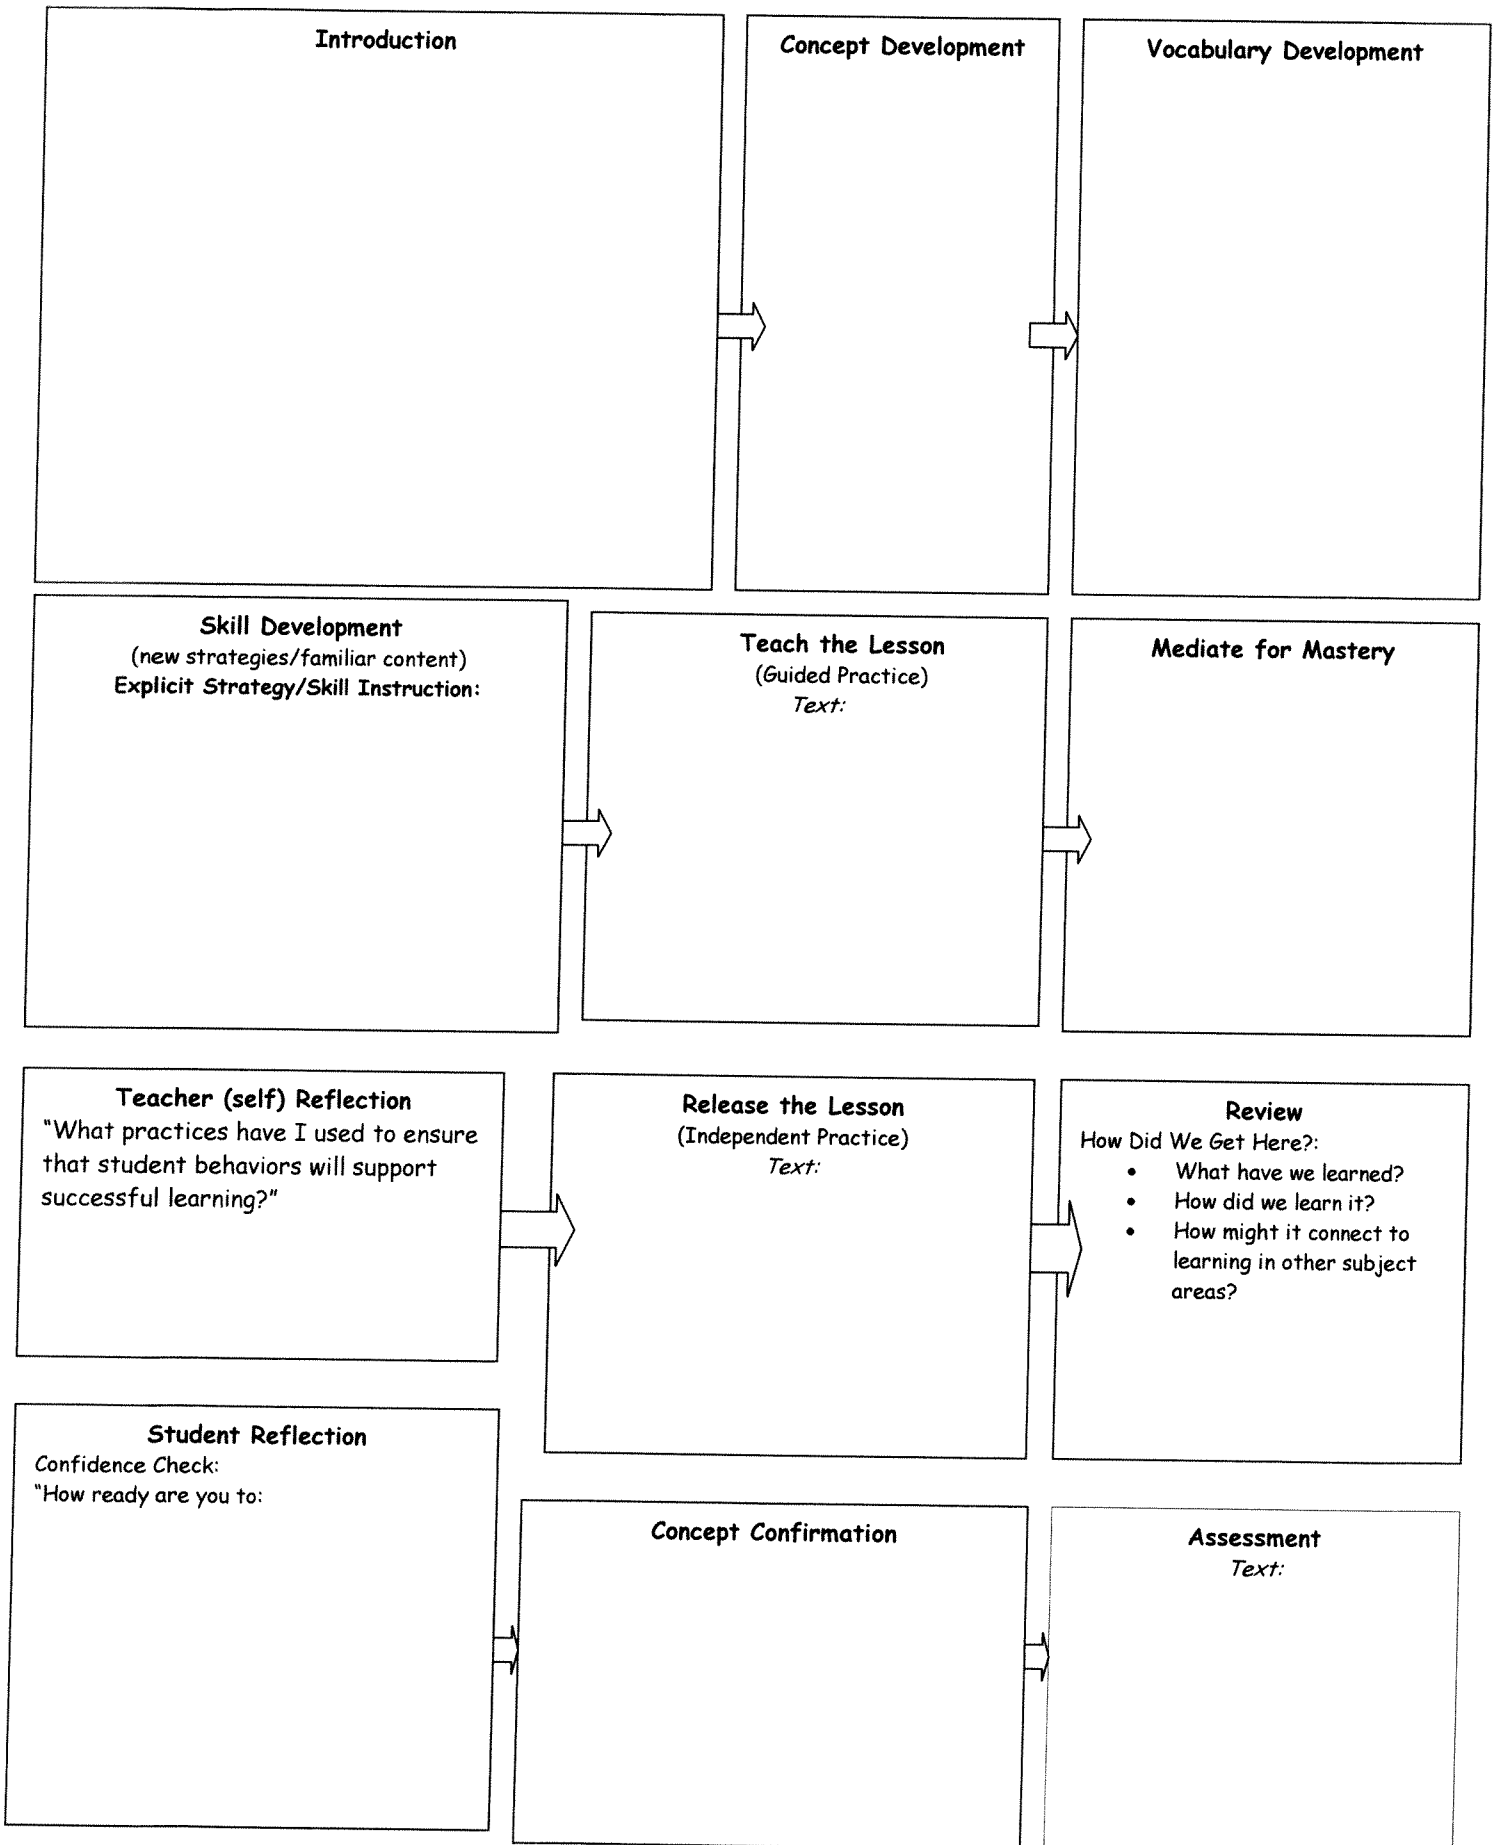 Introduction
Concept Development
Vocabulary Development
Skill Development
(new strategies/familiar content)
Explicit Strategy/Skill Instruction:
Teach the Lesson
(Guided Practice)
Text:
Mediate for Mastery
Teacher (self) Reflection
"What practices have I used to ensure
that student behaviors will support
successful learning?"
Release the Lesson
(Independent Practice)
Text:
Review
How Did We Get Here?:
• What have we learned?
• How did we learn it?
• How might it connect to
learning in other subject
areas?
Student Reflection
Confidence Check:
"How ready are you to:
Concept Confirmation
Assessment
Text: